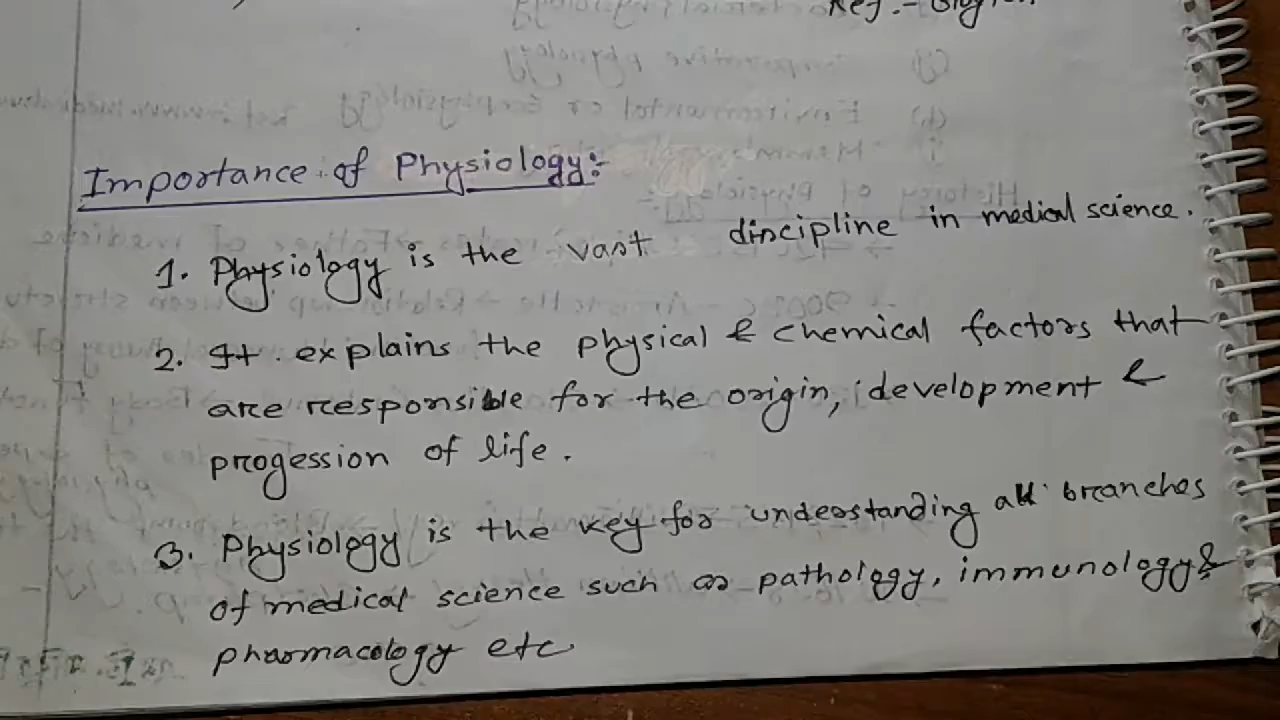 Importance of Physiology:-
1. Physiology is the vast discipline in medical science.
2. It explains the physical & chemical factors that
are responsible for the origin, development &
progession of life.
3. Physiology is the key for understanding all branches
of medical science such as pathology, immunology &
pharmacology etc